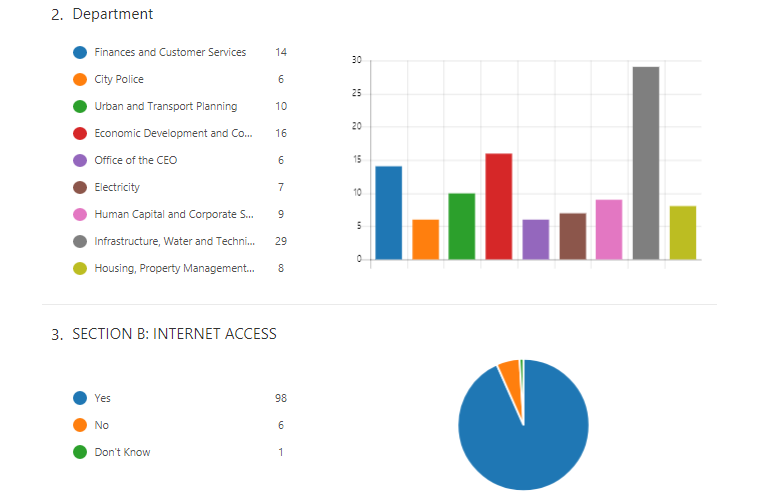 2. Department
Finances and Customer Services 14
City Police 6
Urban and Transport Planning 10
Economic Development and Co... 16
Office of the CEO 6
Electricity 7
Human Capital and Corporate S... 9
Infrastructure, Water and Techni... 29
Housing, Property Management... 8
30
25
20
15
10
5
0
3. SECTION B: INTERNET ACCESS
Yes 98
No 6
Don't Know 1